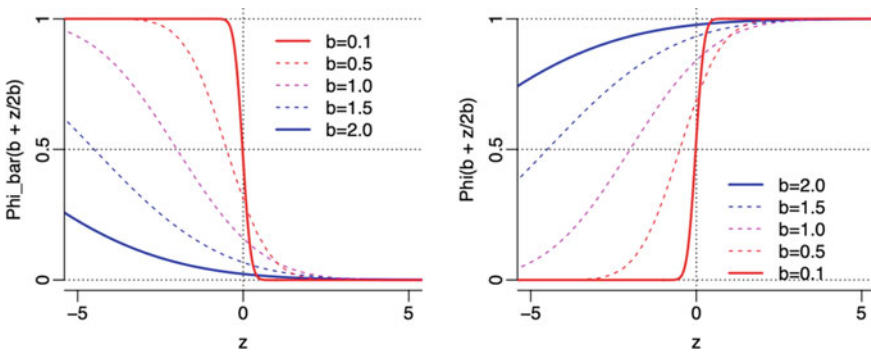 Phi_bar(b + z/2b)
1
0.5
0
b=0.1
b=0.5
b=1.0
b=1.5
b=2.0
−5
0
5
z
Phi(b + z/2b)
1
0.5
0
b=2.0
b=1.5
b=1.0
b=0.5
b=0.1
−5
0
5
z